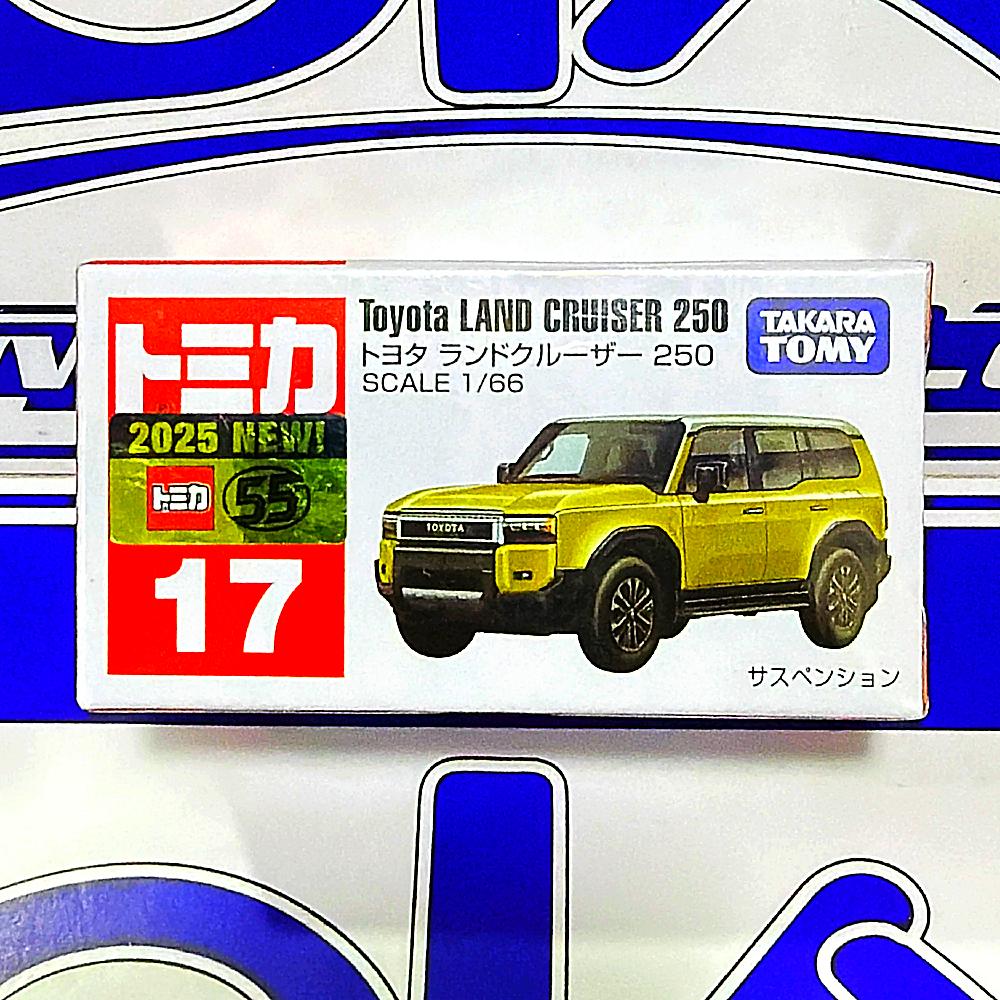 トミカ
2025 NEW!
トミカ 55
17
Toyota LAND CRUISER 250
トヨタ ランドクルーザー 250
SCALE 1/66
TAKARA
TOMY
TOYOTA
サスペンション